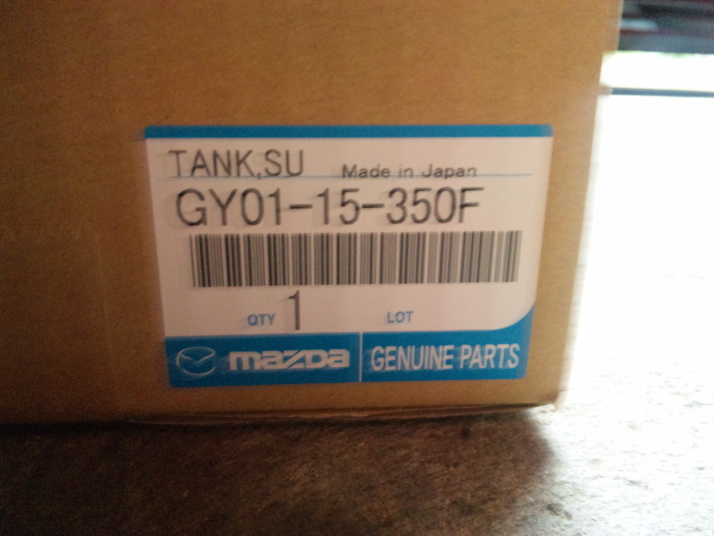 TANK,SU Made in Japan
GY01-15-350F
QTY 1 LOT
mazda GENUINE PARTS